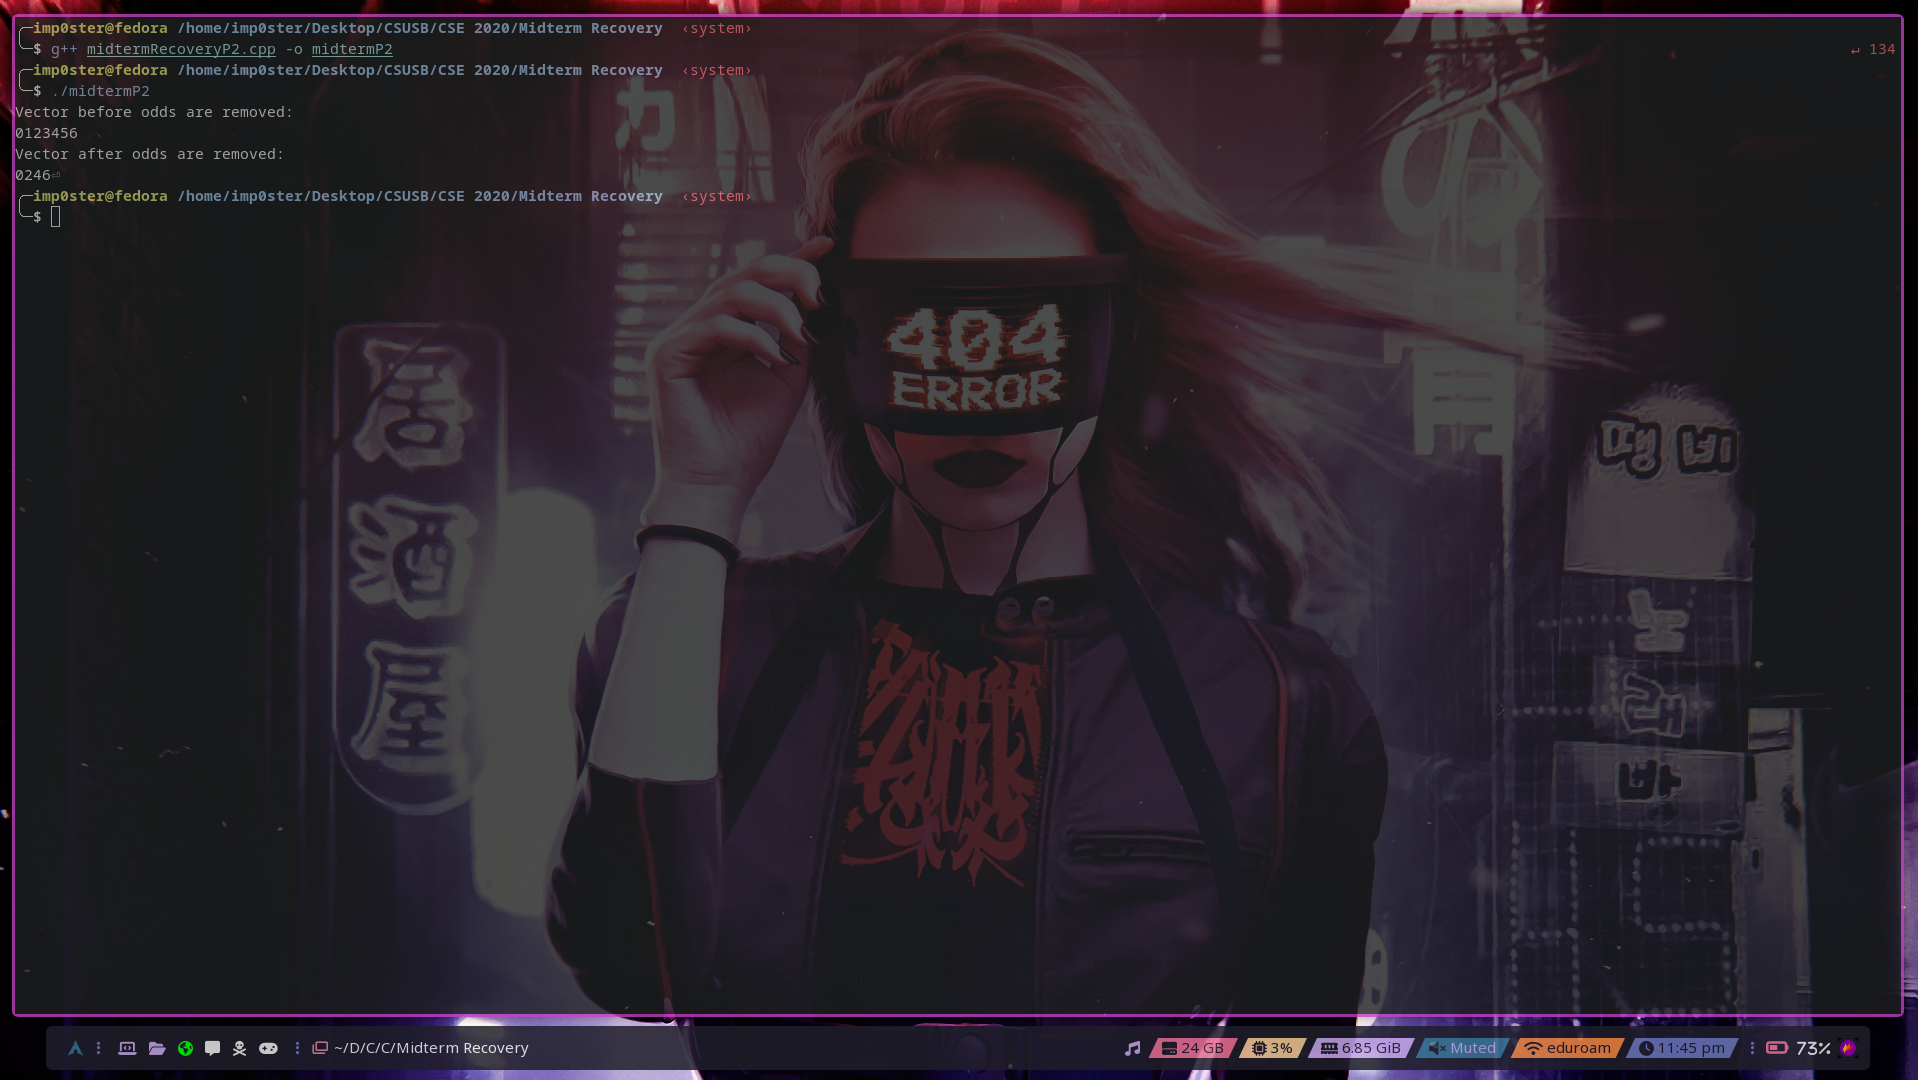 imp0ster@fedora /home/imp0ster/Desktop/CSUSB/CSE 2020/Midterm Recovery ‹system›
$ g++ midtermRecoveryP2.cpp -o midtermP2 ↵ 134
imp0ster@fedora /home/imp0ster/Desktop/CSUSB/CSE 2020/Midterm Recovery ‹system›
$ ./midtermP2
Vector before odds are removed:
0123456
Vector after odds are removed:
0246⏎
imp0ster@fedora /home/imp0ster/Desktop/CSUSB/CSE 2020/Midterm Recovery ‹system›
$
404
ERROR
居酒屋
~/D/C/C/Midterm Recovery
24 GB
3%
6.85 GiB
Muted
eduroam
11:45 pm
73%